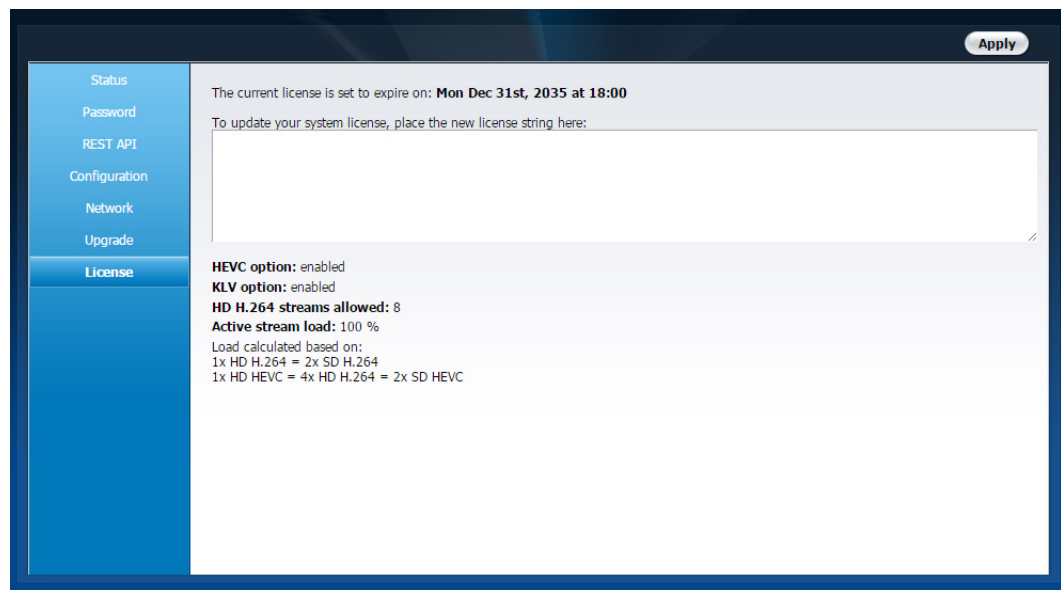 Apply
Status
Password
REST API
Configuration
Network
Upgrade
License
The current license is set to expire on: Mon Dec 31st, 2035 at 18:00
To update your system license, place the new license string here:
HEVC option: enabled
KLV option: enabled
HD H.264 streams allowed: 8
Active stream load: 100 %
Load calculated based on:
1x HD H.264 = 2x SD H.264
1x HD HEVC = 4x HD H.264 = 2x SD HEVC